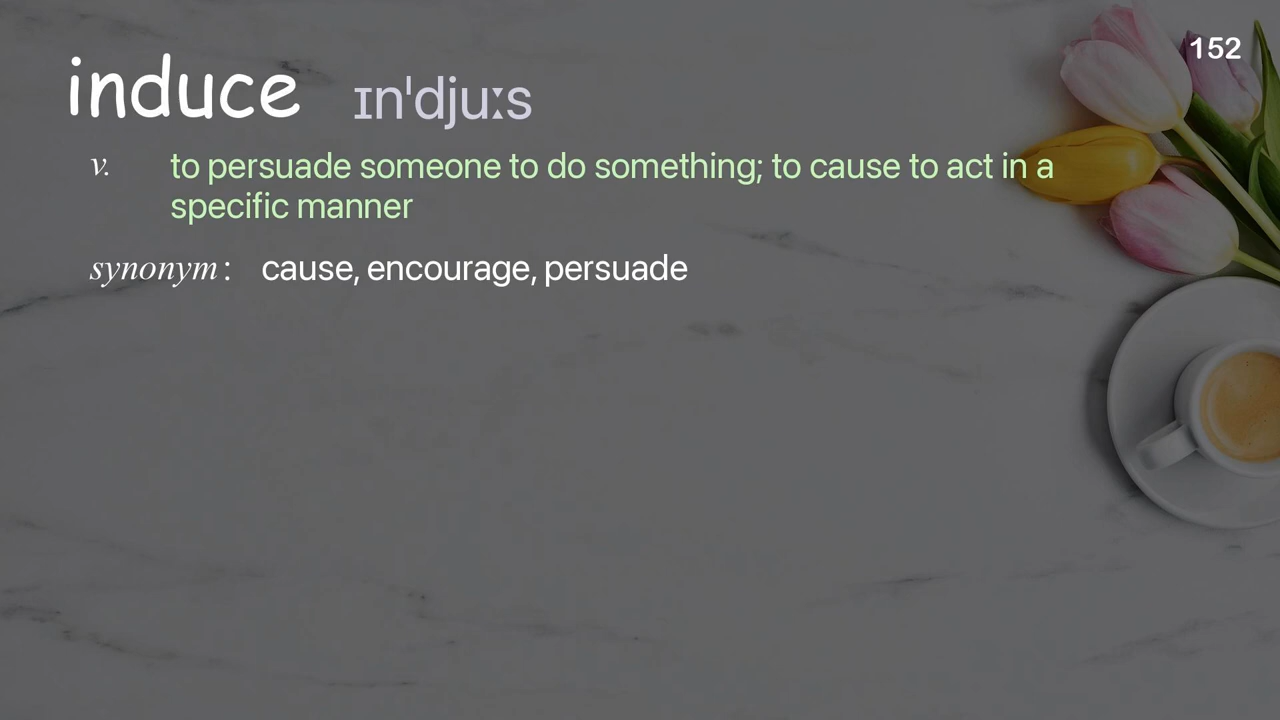 152
induce ɪnˈdjuːs
v. to persuade someone to do something; to cause to act in a
specific manner
synonym: cause, encourage, persuade